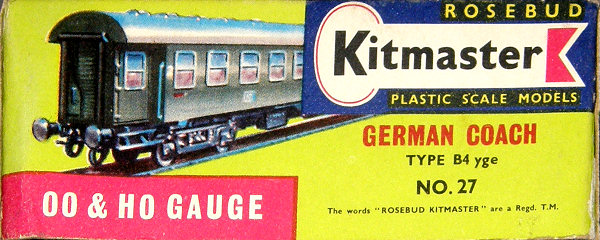 ROSEBUD
Kitmaster
PLASTIC SCALE MODELS
GERMAN COACH
TYPE B4 yge
NO. 27
OO & HO GAUGE
The words "ROSEBUD KITMASTER" are a Regd. T.M.